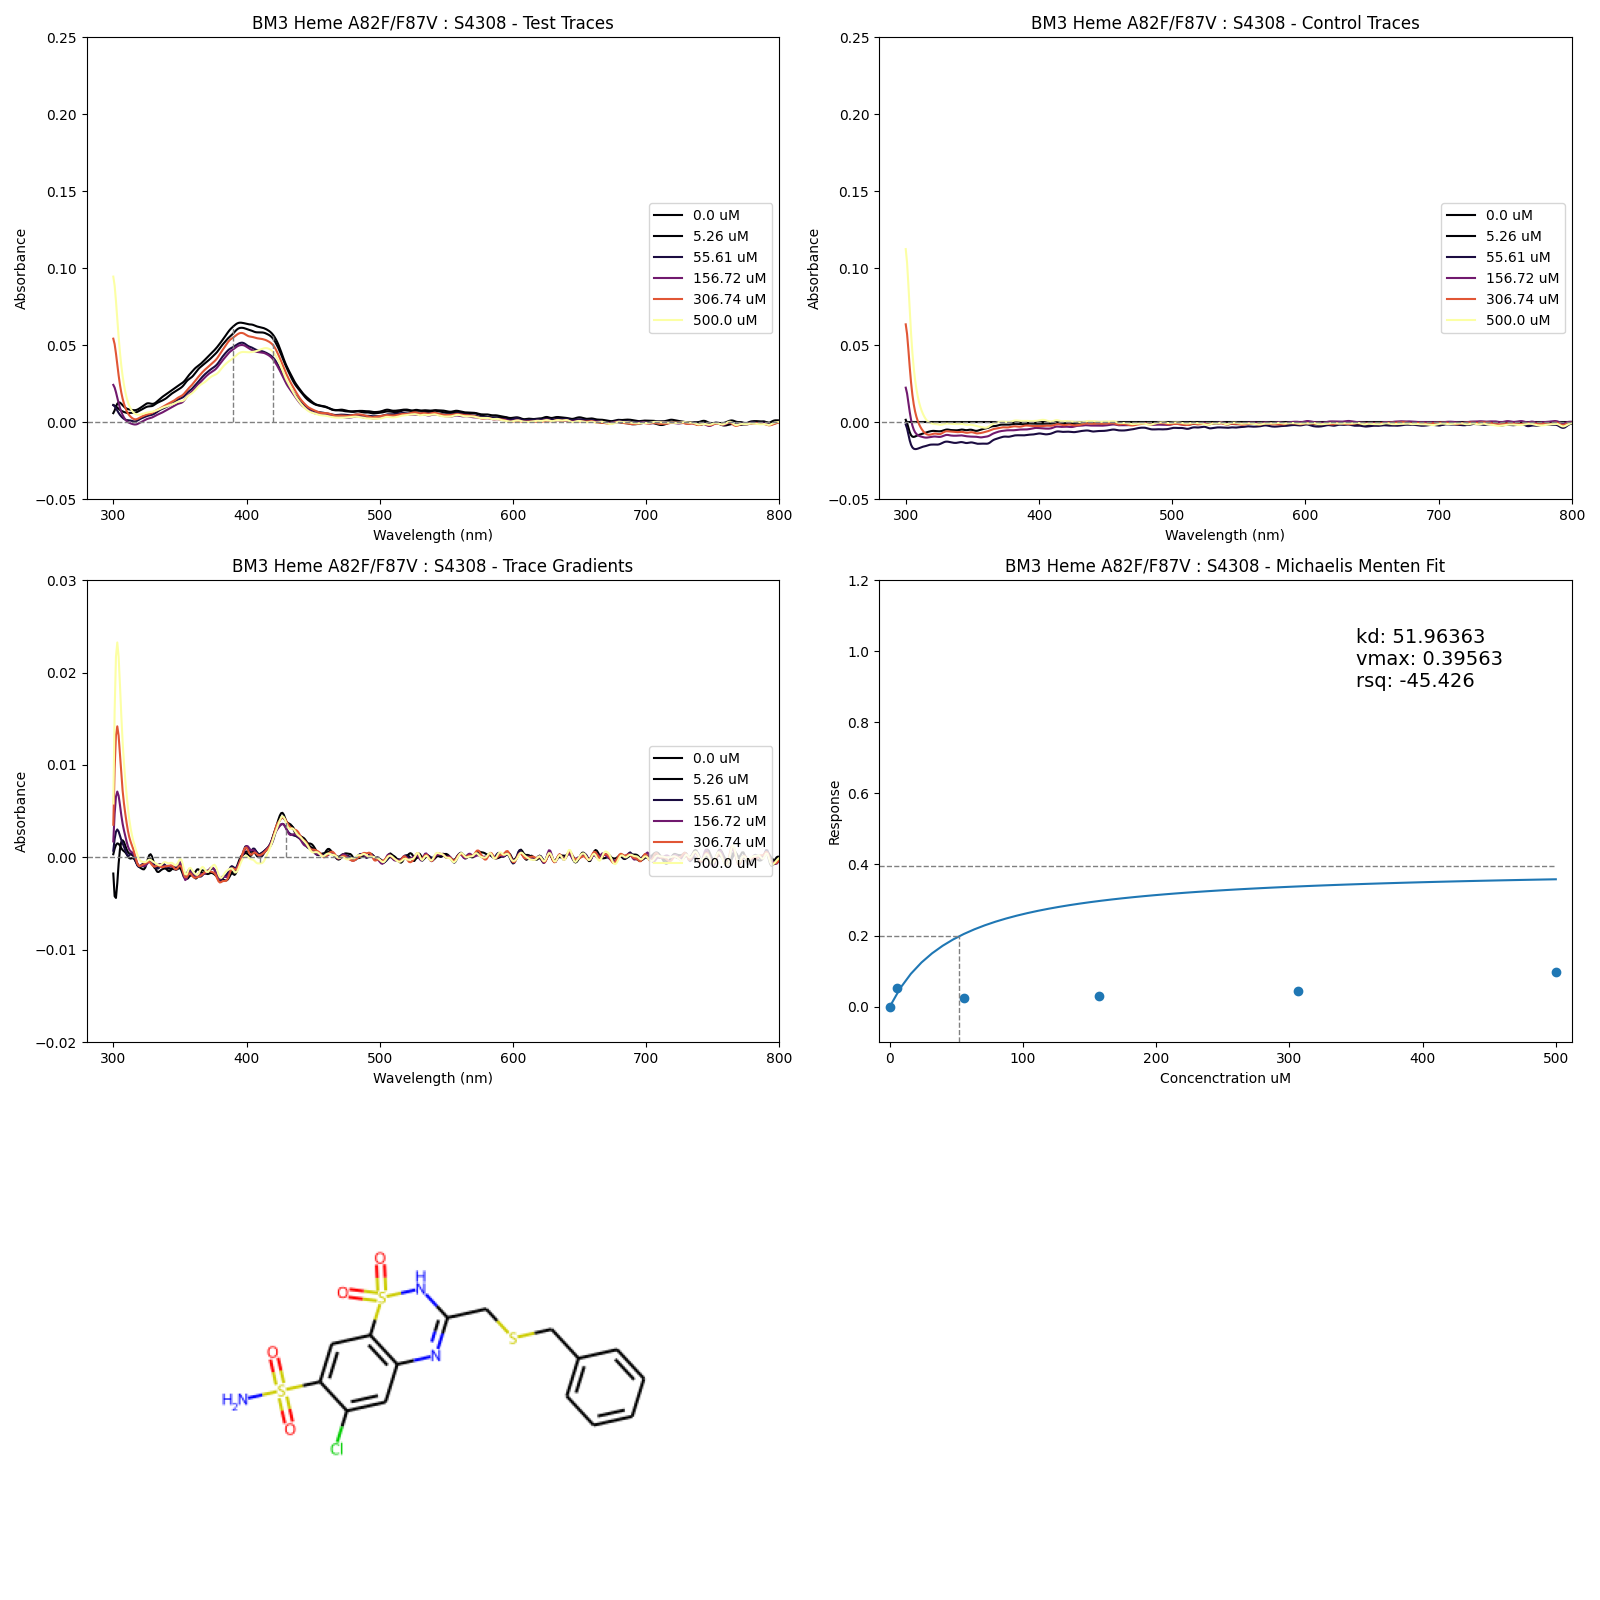 BM3 Heme A82F/F87V : S4308 - Test Traces
0.25
0.20
0.15
0.10
0.05
0.00
−0.05
Absorbance
300 400 500 600 700 800
Wavelength (nm)
0.0 uM
5.26 uM
55.61 uM
156.72 uM
306.74 uM
500.0 uM
BM3 Heme A82F/F87V : S4308 - Control Traces
0.25
0.20
0.15
0.10
0.05
0.00
−0.05
Absorbance
300 400 500 600 700 800
Wavelength (nm)
0.0 uM
5.26 uM
55.61 uM
156.72 uM
306.74 uM
500.0 uM
BM3 Heme A82F/F87V : S4308 - Trace Gradients
0.03
0.02
0.01
0.00
−0.01
−0.02
Absorbance
300 400 500 600 700 800
Wavelength (nm)
0.0 uM
5.26 uM
55.61 uM
156.72 uM
306.74 uM
500.0 uM
BM3 Heme A82F/F87V : S4308 - Michaelis Menten Fit
1.2
1.0
0.8
0.6
0.4
0.2
0.0
Response
0 100 200 300 400 500
Concenctration uM
kd: 51.96363
vmax: 0.39563
rsq: -45.426
O
H
O
S
N
O
S
N
H2N
S
O
Cl